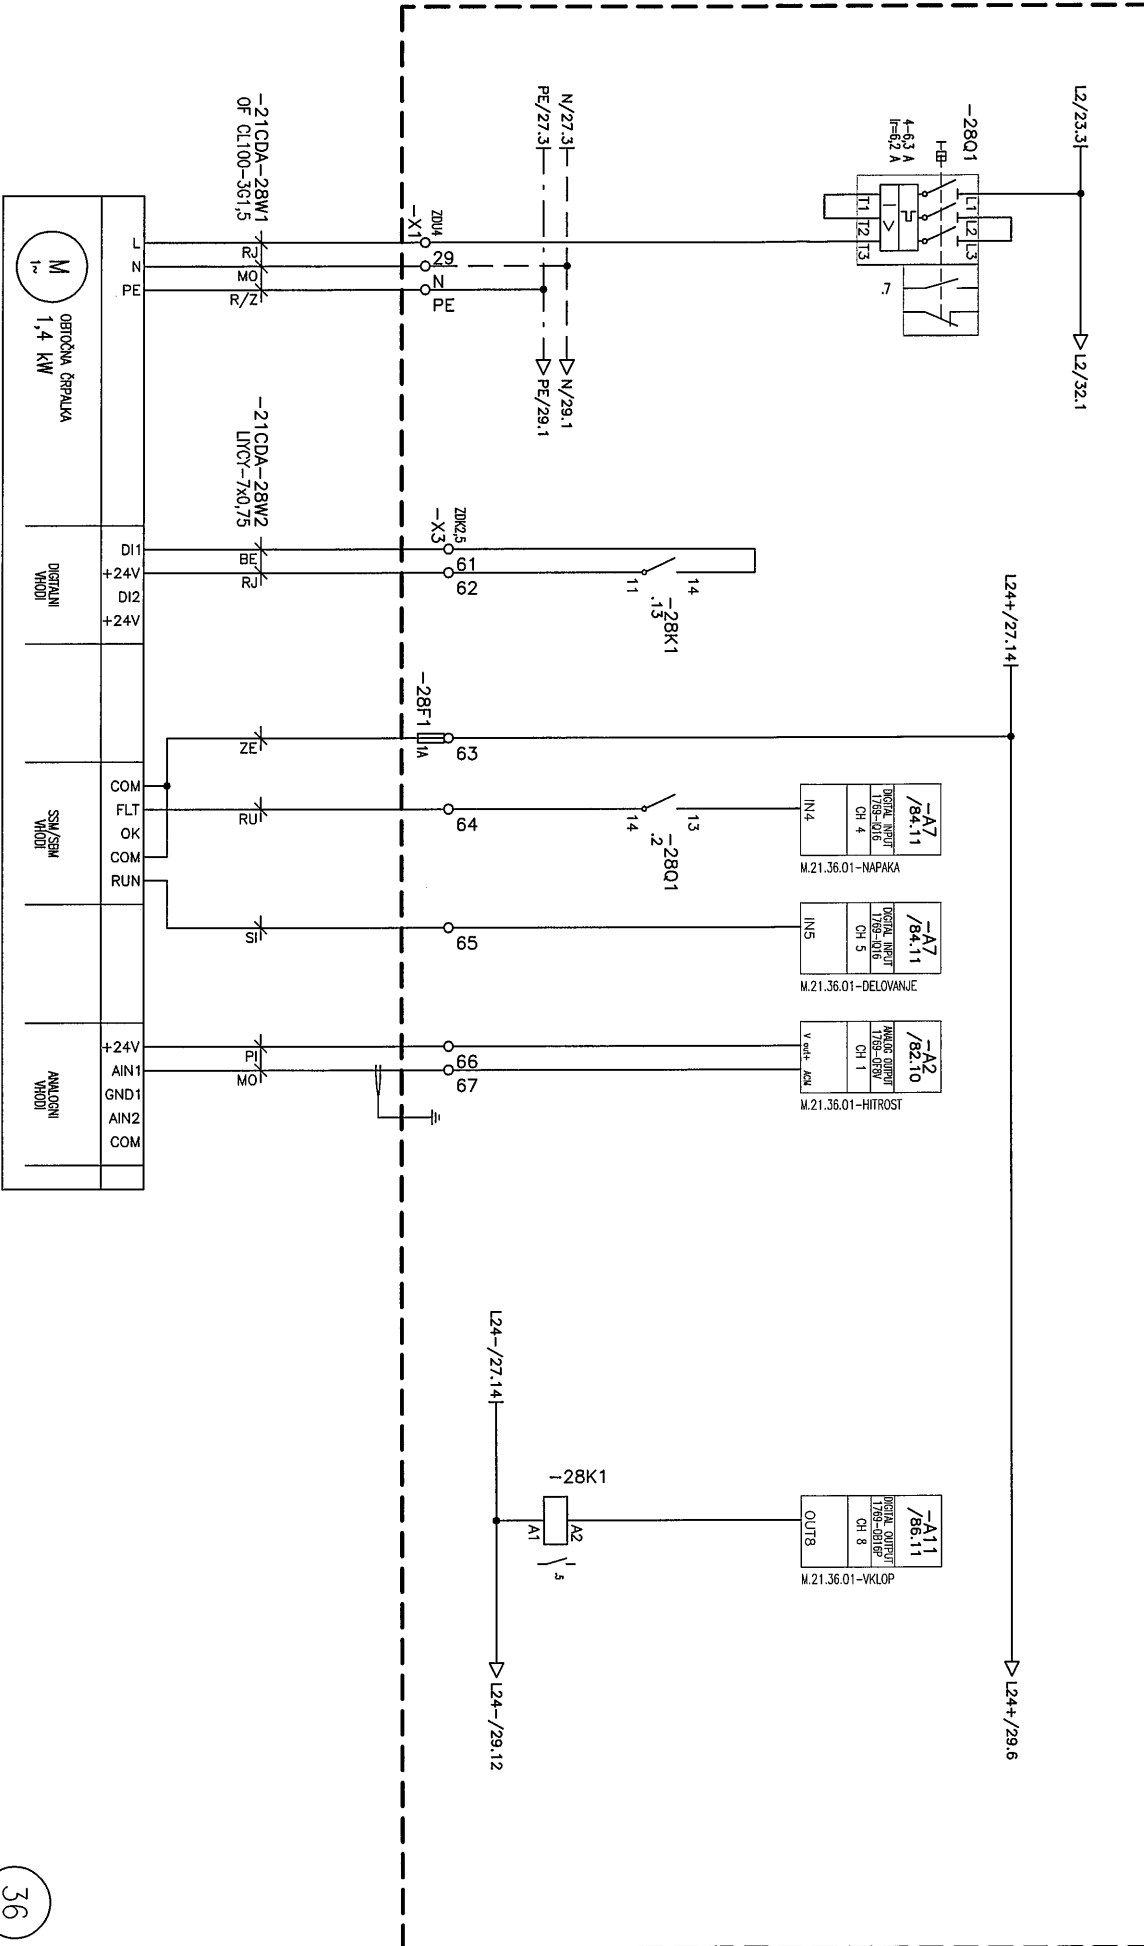 L2/23.3
L2/32.1
-28Q1
4-6,3 A
Ir=6,2 A
L1
L2
L3
I>
T1
T2
T3
.7
N/27.3
PE/27.3
N/29.1
PE/29.1
ZDU4
-X1
29
N
PE
-21CDA-28W1
OF CL100-3G1,5
RJ
MO
R/Z
L
N
PE
M
1~
OBTOČNA ČRPALKA
1,4 kW
-21CDA-28W2
LIYCY-7x0,75
ZDK2,5
-X3
61
62
BE
RJ
DI1
+24V
DI2
+24V
DIGITALNI
VHODI
11
14
-28K1
.13
L24+/27.14
L24+/29.6
-28F1
1A
63
ZE
64
RU
14
13
-28Q1
.2
65
SI
COM
FLT
OK
COM
RUN
SSM/SBM
VHODI
-A7
/84.11
DIGITAL INPUT
1769-IQ16
CH 4
IN4
M.21.36.01-NAPAKA
-A7
/84.11
DIGITAL INPUT
1769-IQ16
CH 5
IN5
M.21.36.01-DELOVANJE
-A2
/82.10
ANALOG OUTPUT
1769-OF8V
CH 1
V out+
ACM
M.21.36.01-HITROST
66
67
PI
MO
+24V
AIN1
GND1
AIN2
COM
ANALOGNI
VHODI
L24-/27.14
L24-/29.12
-28K1
A1
A2
.5
-A11
/86.11
DIGITAL OUTPUT
1769-OB16P
CH 8
OUT8
M.21.36.01-VKLOP
36